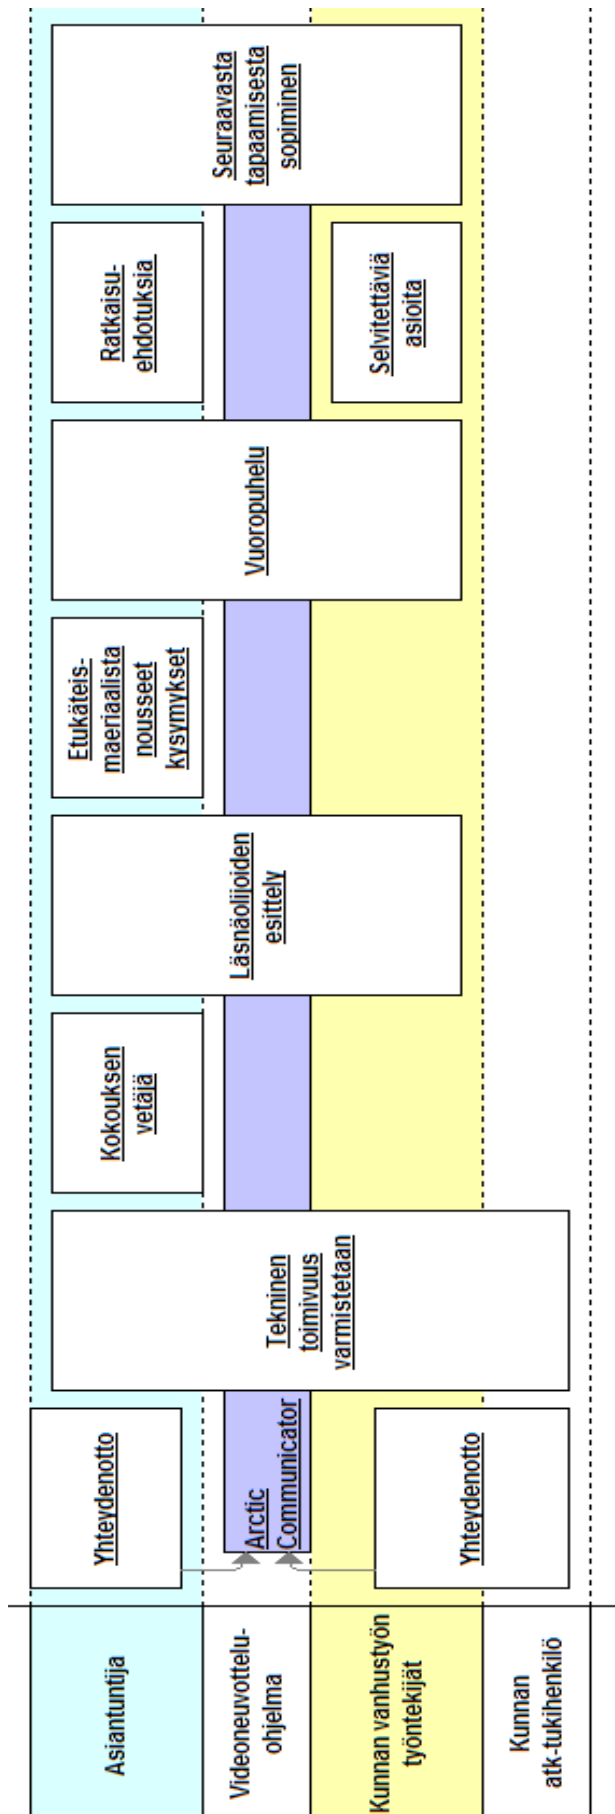 Asiantuntija
Videoneuvottelu-
ohjelma
Kunnan vanhustyön
työntekijät
Kunnan
atk-tukihenkilö
Yhteydenotto
Arctic
Communicator
Yhteydenotto
Tekninen
toimivuus
varmistetaan
Kokouksen
vetäjä
Läsnäolijoiden
esittely
Etukäteis-
maeriaalista
nousseet
kysymykset
Vuoropuhelu
Ratkaisu-
ehdotuksia
Selvitettäviä
asioita
Seuraavasta
tapaamisesta
sopiminen